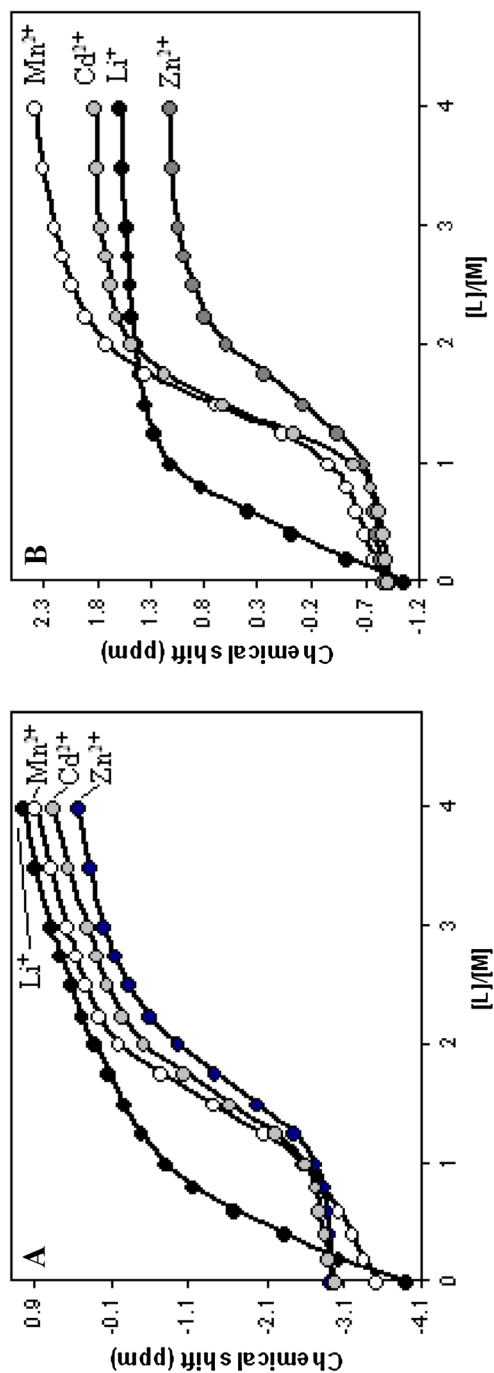 A
Chemical shift (ppm)
0.9
-0.1
-1.1
-2.1
-3.1
-4.1
0
1
2
3
4
[L]/[M]
Li⁺
Mn²⁺
Cd²⁺
Zn²⁺
B
Chemical shift (ppm)
2.3
1.8
1.3
0.8
0.3
-0.2
-0.7
-1.2
0
1
2
3
4
[L]/[M]
Mn²⁺
Cd²⁺
Li⁺
Zn²⁺